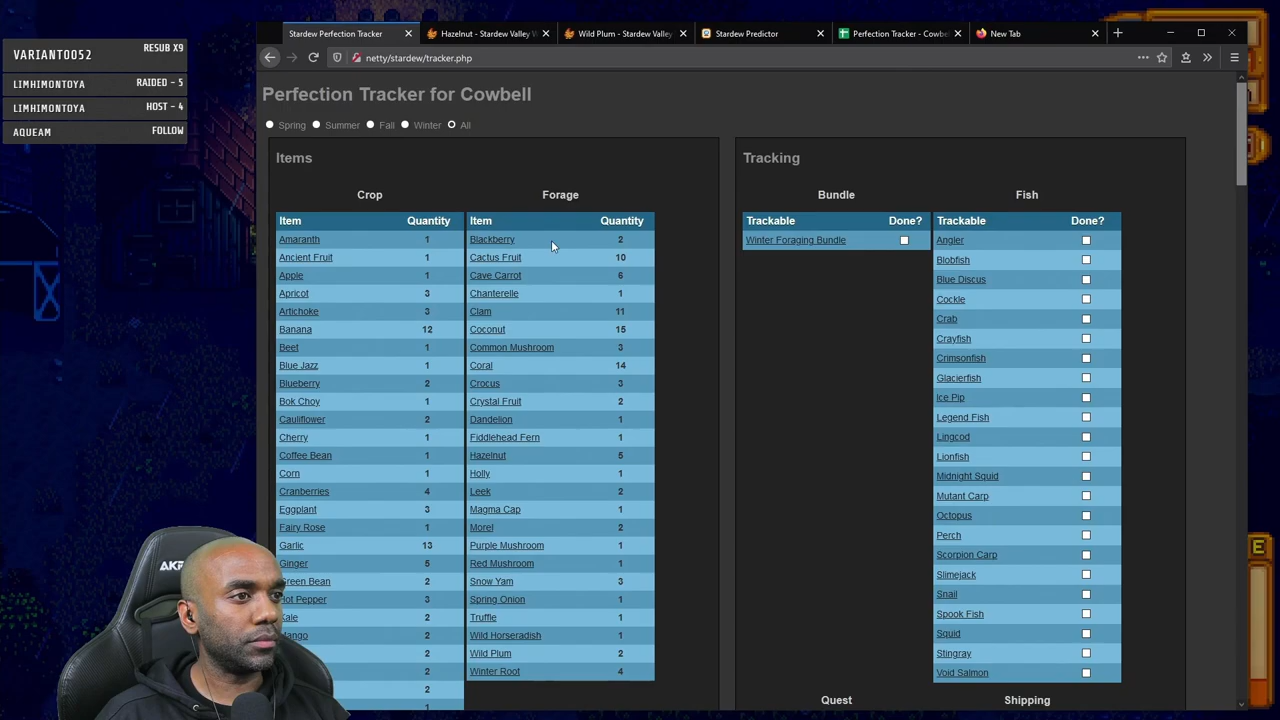 VARIANT0052 RESUB X9
LIMHIMONTOYA RAIDED - 5
LIMHIMONTOYA HOST - 4
AQUEAM FOLLOW
Stardew Perfection Tracker
Hazelnut - Stardew Valley W
Wild Plum - Stardew Valley
Stardew Predictor
Perfection Tracker - Cowbel
New Tab
netty/stardew/tracker.php
Perfection Tracker for Cowbell
Spring Summer Fall Winter All
Items
Crop
Item Quantity
Amaranth 1
Ancient Fruit 1
Apple 1
Apricot 3
Artichoke 3
Banana 12
Beet 1
Blue Jazz 1
Blueberry 2
Bok Choy 1
Cauliflower 2
Cherry 1
Coffee Bean 1
Corn 1
Cranberries 4
Eggplant 3
Fairy Rose 1
Garlic 13
Ginger 5
Green Bean 2
Hot Pepper 3
Kale 2
Mango 2
2
2
2
1
Forage
Item Quantity
Blackberry 2
Cactus Fruit 10
Cave Carrot 6
Chanterelle 1
Clam 11
Coconut 15
Common Mushroom 3
Coral 14
Crocus 3
Crystal Fruit 2
Dandelion 1
Fiddlehead Fern 1
Hazelnut 5
Holly 1
Leek 2
Magma Cap 1
Morel 2
Purple Mushroom 1
Red Mushroom 1
Snow Yam 3
Spring Onion 1
Truffle 1
Wild Horseradish 1
Wild Plum 2
Winter Root 4
Tracking
Bundle
Trackable Done?
Winter Foraging Bundle
Fish
Trackable Done?
Angler
Blobfish
Blue Discus
Cockle
Crab
Crayfish
Crimsonfish
Glacierfish
Ice Pip
Legend Fish
Lingcod
Lionfish
Midnight Squid
Mutant Carp
Octopus
Perch
Scorpion Carp
Slimejack
Snail
Spook Fish
Squid
Stingray
Void Salmon
Quest
Shipping
E